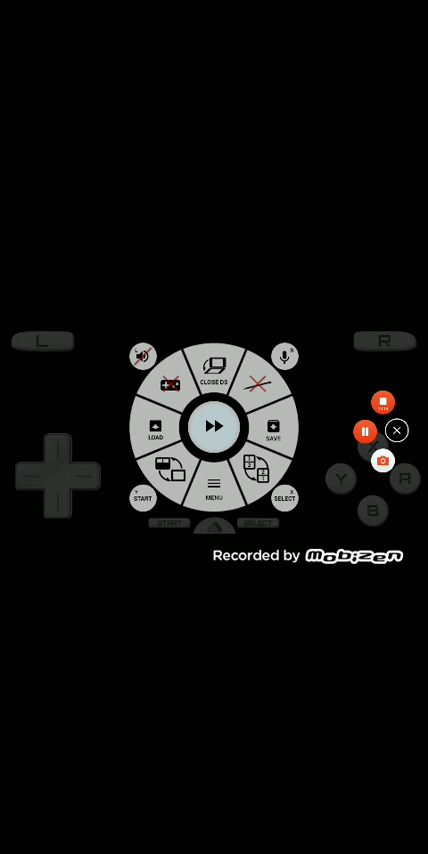 L
R
L
R
CLOSE DS
LOAD
SAVE
MENU
Y
START
X
SELECT
Y
A
B
START
SELECT
Recorded by Mobizen